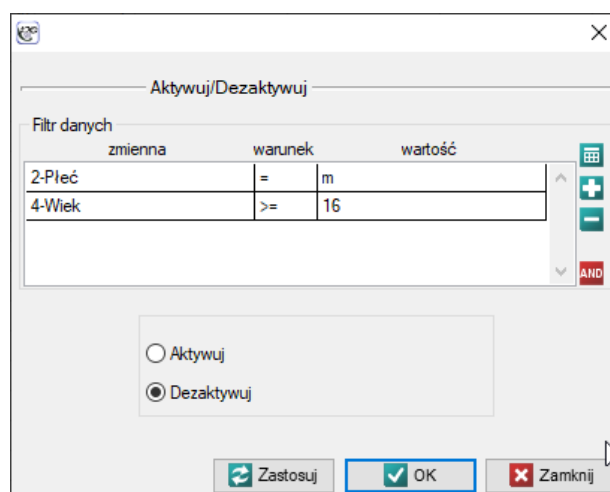 Aktywuj/Dezaktywuj
Filtr danych
zmienna warunek wartość
2-Płeć = m
4-Wiek >= 16
AND
Aktywuj
Dezaktywuj
Zastosuj OK Zamknij